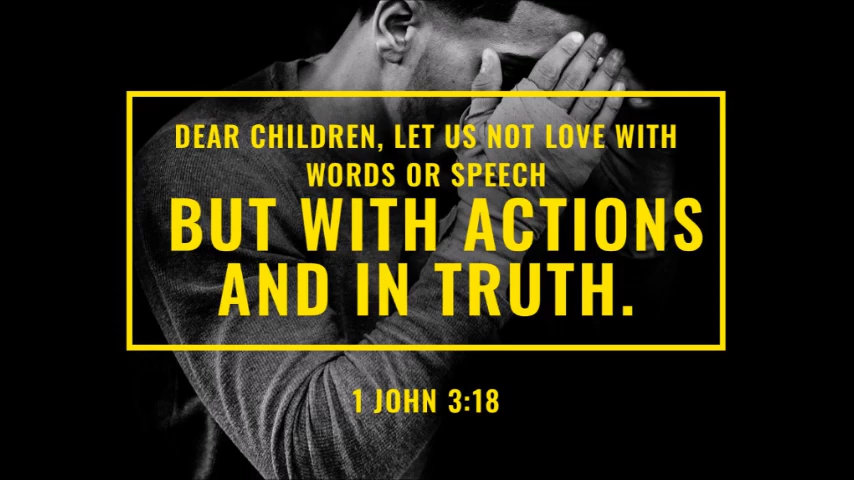 DEAR CHILDREN, LET US NOT LOVE WITH
WORDS OR SPEECH
BUT WITH ACTIONS
AND IN TRUTH.
1 JOHN 3:18